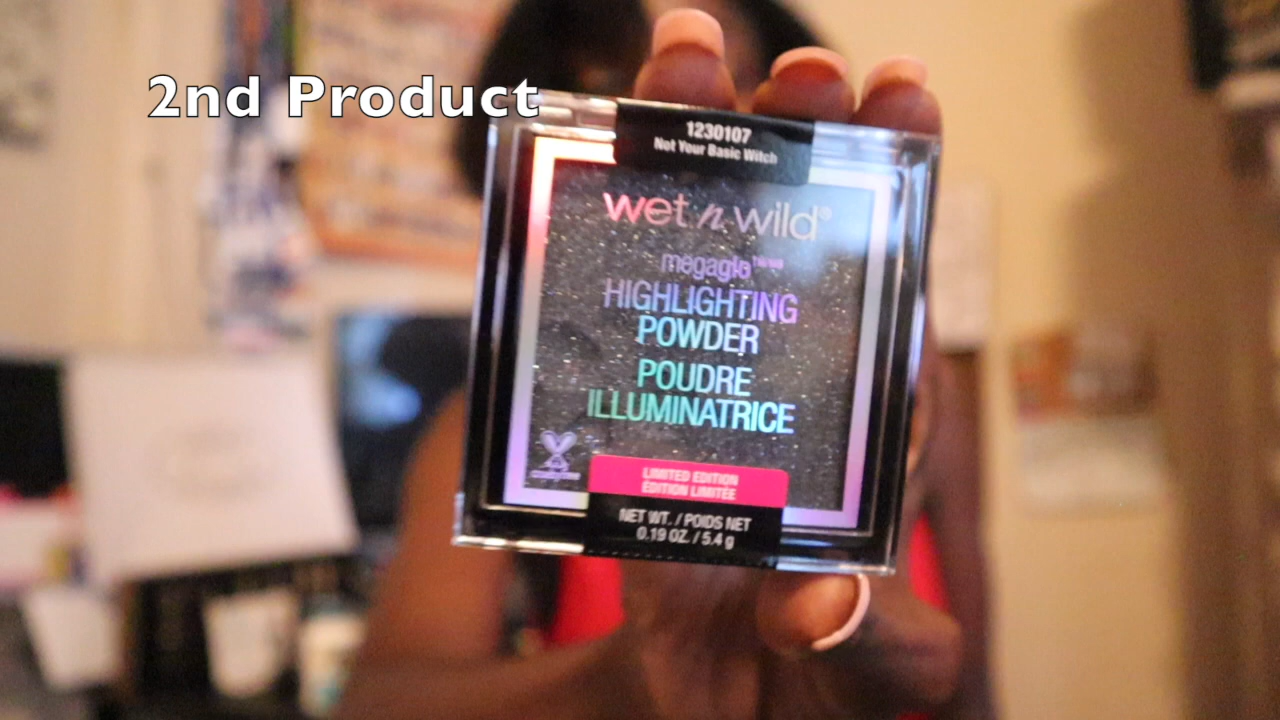 2nd Product
1230107
Not Your Basic Witch
wet n wild®
megaglo™
HIGHLIGHTING
POWDER
POUDRE
ILLUMINATRICE
LIMITED EDITION
ÉDITION LIMITÉE
NET WT. / POIDS NET
0.19 OZ. / 5.4 g